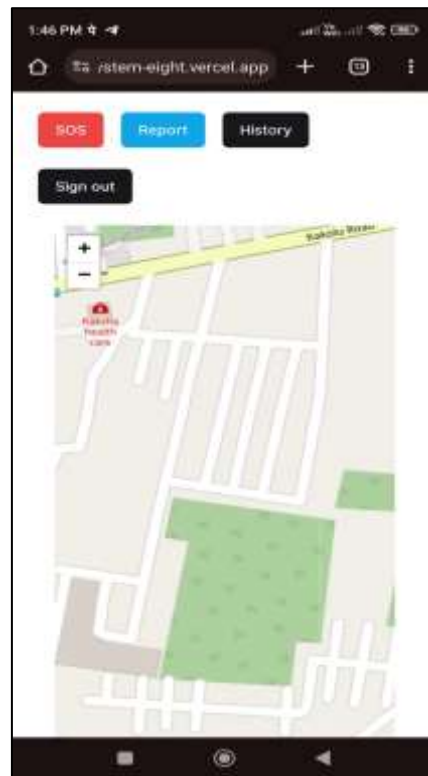 1:46 PM
/stem-eight.vercel.app
SOS Report History
Sign out
+
−
health
care